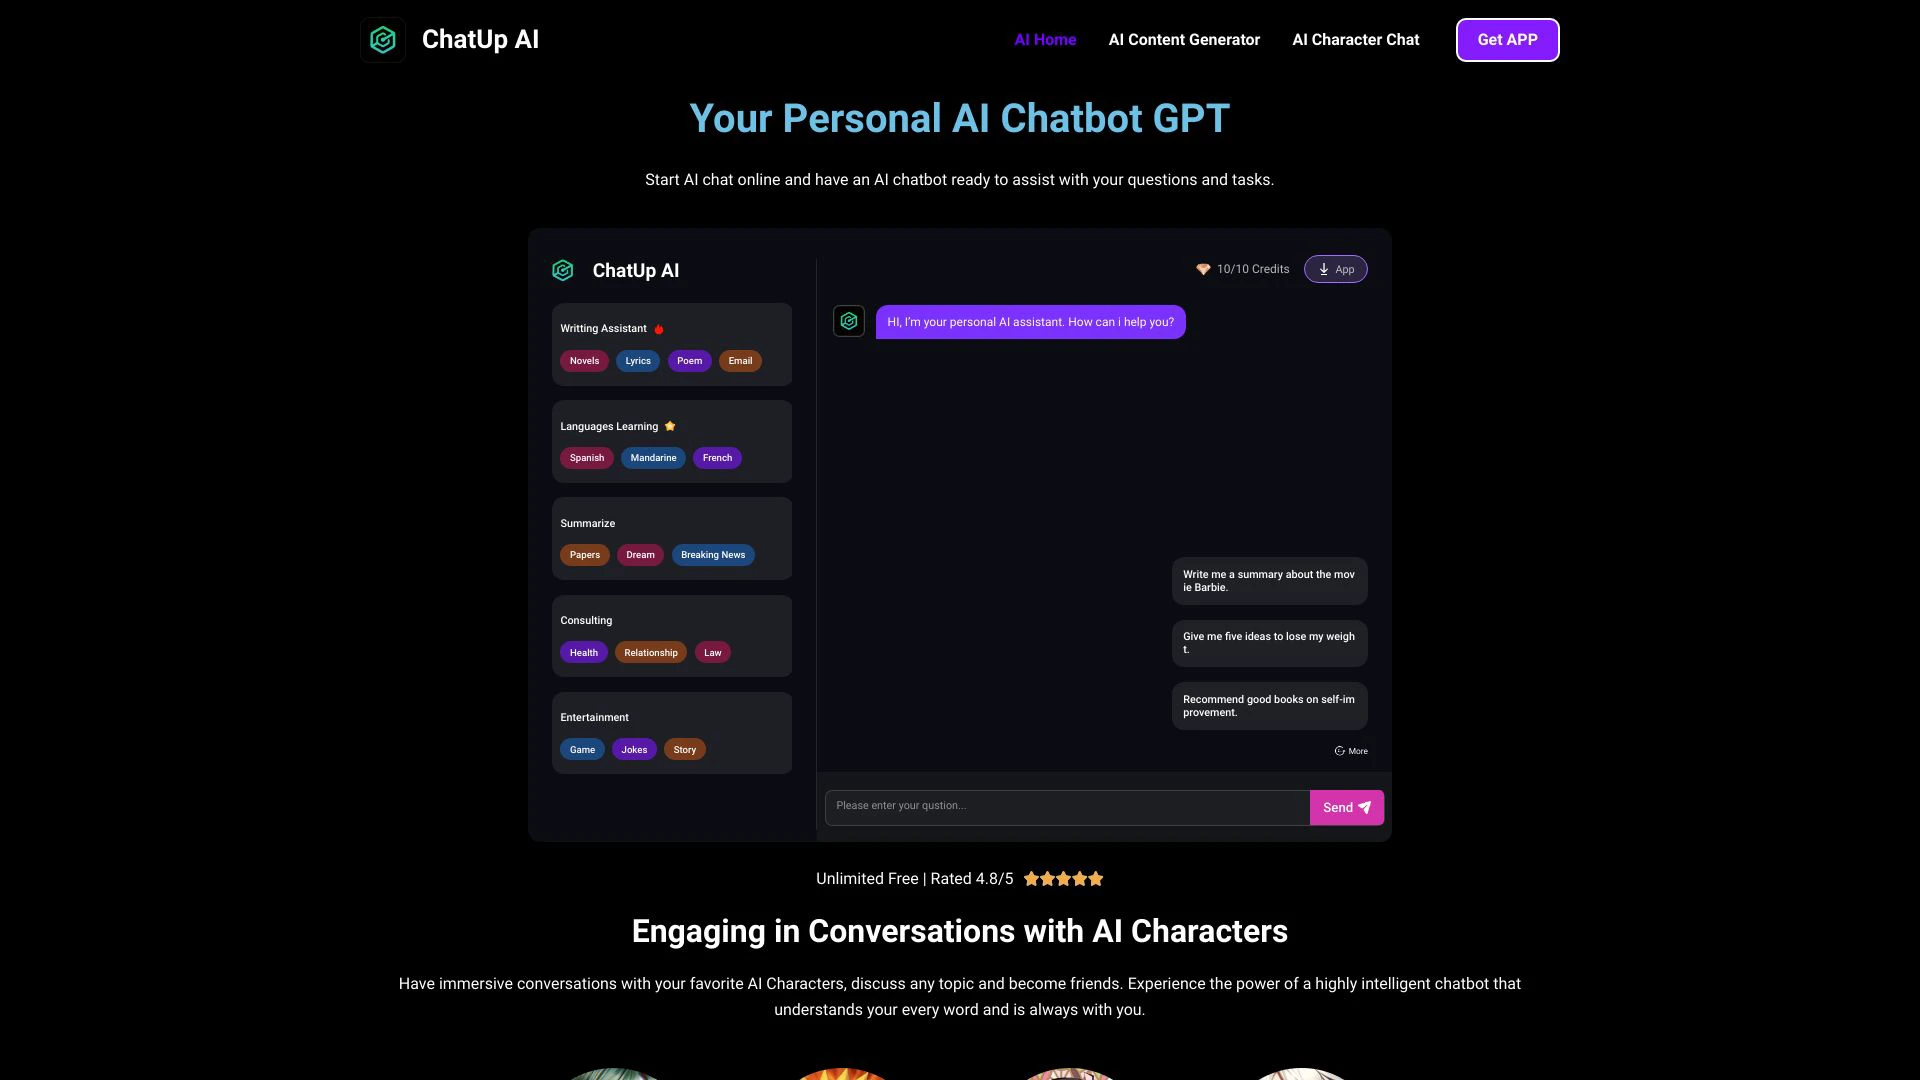 ChatUp AI
AI Home
AI Content Generator
AI Character Chat
Get APP
Your Personal AI Chatbot GPT
Start AI chat online and have an AI chatbot ready to assist with your questions and tasks.
ChatUp AI
Writting Assistant
Novels
Lyrics
Poem
Email
Languages Learning
Spanish
Mandarine
French
Summarize
Papers
Dream
Breaking News
Consulting
Health
Relationship
Law
Entertainment
Game
Jokes
Story
10/10 Credits
App
HI, I'm your personal AI assistant. How can i help you?
Write me a summary about the mov
ie Barbie.
Give me five ideas to lose my weigh
t.
Recommend good books on self-im
provement.
More
Please enter your qustion...
Send
Unlimited Free | Rated 4.8/5
Engaging in Conversations with AI Characters
Have immersive conversations with your favorite AI Characters, discuss any topic and become friends. Experience the power of a highly intelligent chatbot that
understands your every word and is always with you.